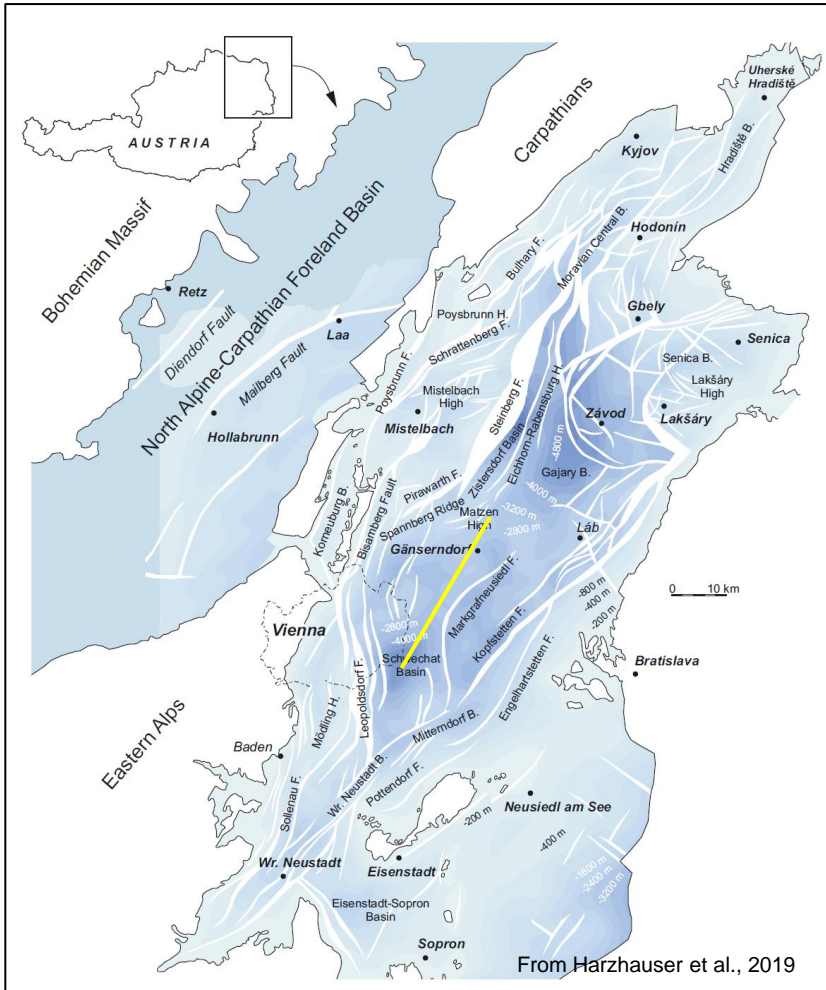 Uherské
Hradiště
AUSTRIA
Carpathians
Kyjov
Hradiště B.
Bohemian Massif
Bulhary F.
Moravian Central B.
Hodonín
Retz
Diendorf Fault
North Alpine-Carpathian Foreland Basin
Laa
Mailberg Fault
Poysbrunn H.
Schrattenberg F.
Poysbrunn F.
Gbely
Senica
Senica B.
Lakšáry
High
Mistelbach
High
Mistelbach
Steinberg F.
Eichhorn-Rabensburg H.
Závod
Lakšáry
Hollabrunn
-4800 m
Zistersdorf Basin
Gajary B.
-4000 m
Korneuburg B.
Bisamberg Fault
Pirawarth F.
Spannberg Ridge
Matzen
High
-3200 m
-2800 m
Láb
Gänserndorf
Markgrafneusiedl F.
0 10 km
-800 m
-400 m
-200 m
Vienna
-2800 m
-4000 m
Schwechat
Basin
Kopfstetten F.
Engelhartstetten F.
Bratislava
Eastern Alps
Leopoldsdorf F.
Mödling H.
Mitterndorf B.
Baden
Sollenau F.
Wr. Neustadt B.
Pottendorf F.
-200 m
Neusiedl am See
-400 m
Wr. Neustadt
Eisenstadt
-1600 m
-2400 m
-3200 m
Eisenstadt-Sopron
Basin
Sopron
From Harzhauser et al., 2019